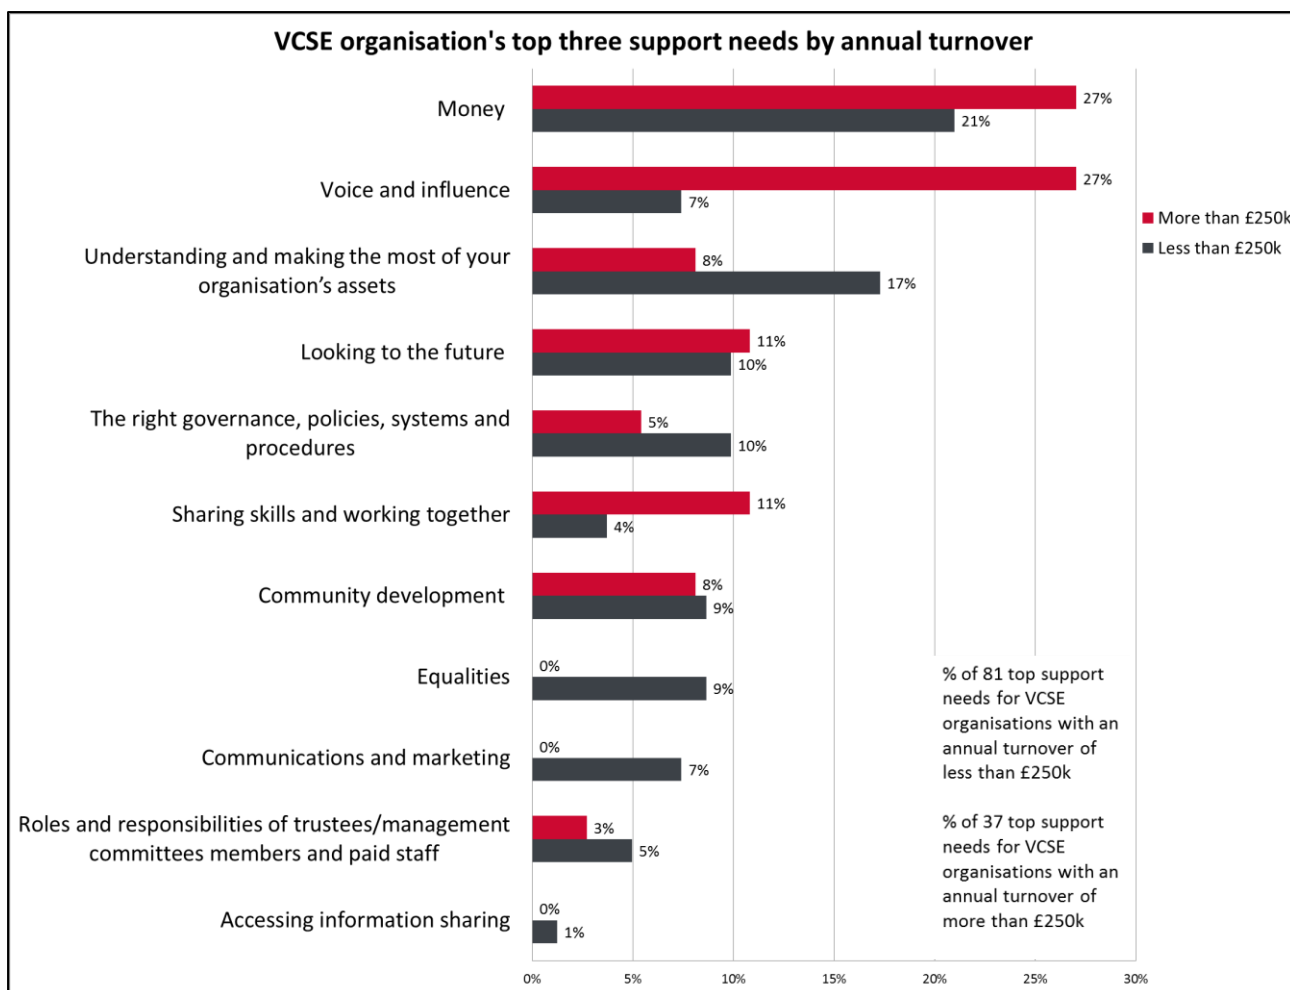 VCSE organisation's top three support needs by annual turnover
Money
27%
21%
Voice and influence
27%
7%
More than £250k
Less than £250k
Understanding and making the most of your
organisation’s assets
8%
17%
Looking to the future
11%
10%
The right governance, policies, systems and
procedures
5%
10%
Sharing skills and working together
11%
4%
Community development
8%
9%
Equalities
0%
9%
Communications and marketing
0%
7%
Roles and responsibilities of trustees/management
committees members and paid staff
3%
5%
Accessing information sharing
0%
1%
% of 81 top support
needs for VCSE
organisations with an
annual turnover of
less than £250k
% of 37 top support
needs for VCSE
organisations with an
annual turnover of
more than £250k
0% 5% 10% 15% 20% 25% 30%